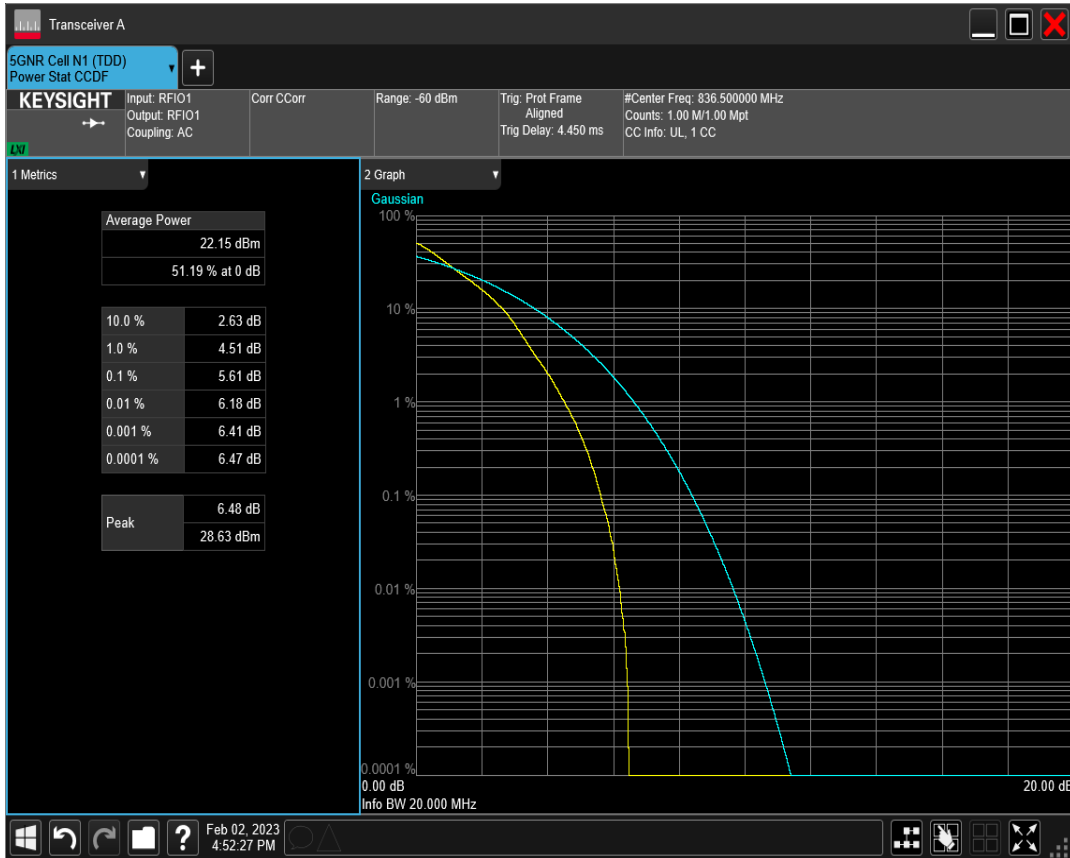 Transceiver A
5GNR Cell N1 (TDD)
Power Stat CCDF
+
KEYSIGHT
LXI
Input: RFIO1
Output: RFIO1
Coupling: AC
Corr CCorr
Range: -60 dBm
Trig: Prot Frame
Aligned
Trig Delay: 4.450 ms
#Center Freq: 836.500000 MHz
Counts: 1.00 M/1.00 Mpt
CC Info: UL, 1 CC
1 Metrics
Average Power
22.15 dBm
51.19 % at 0 dB
10.0 % 2.63 dB
1.0 % 4.51 dB
0.1 % 5.61 dB
0.01 % 6.18 dB
0.001 % 6.41 dB
0.0001 % 6.47 dB
Peak 6.48 dB
28.63 dBm
2 Graph
Gaussian
100 %
10 %
1 %
0.1 %
0.01 %
0.001 %
0.0001 %
0.00 dB 20.00 dB
Info BW 20.000 MHz
?
Feb 02, 2023
4:52:27 PM